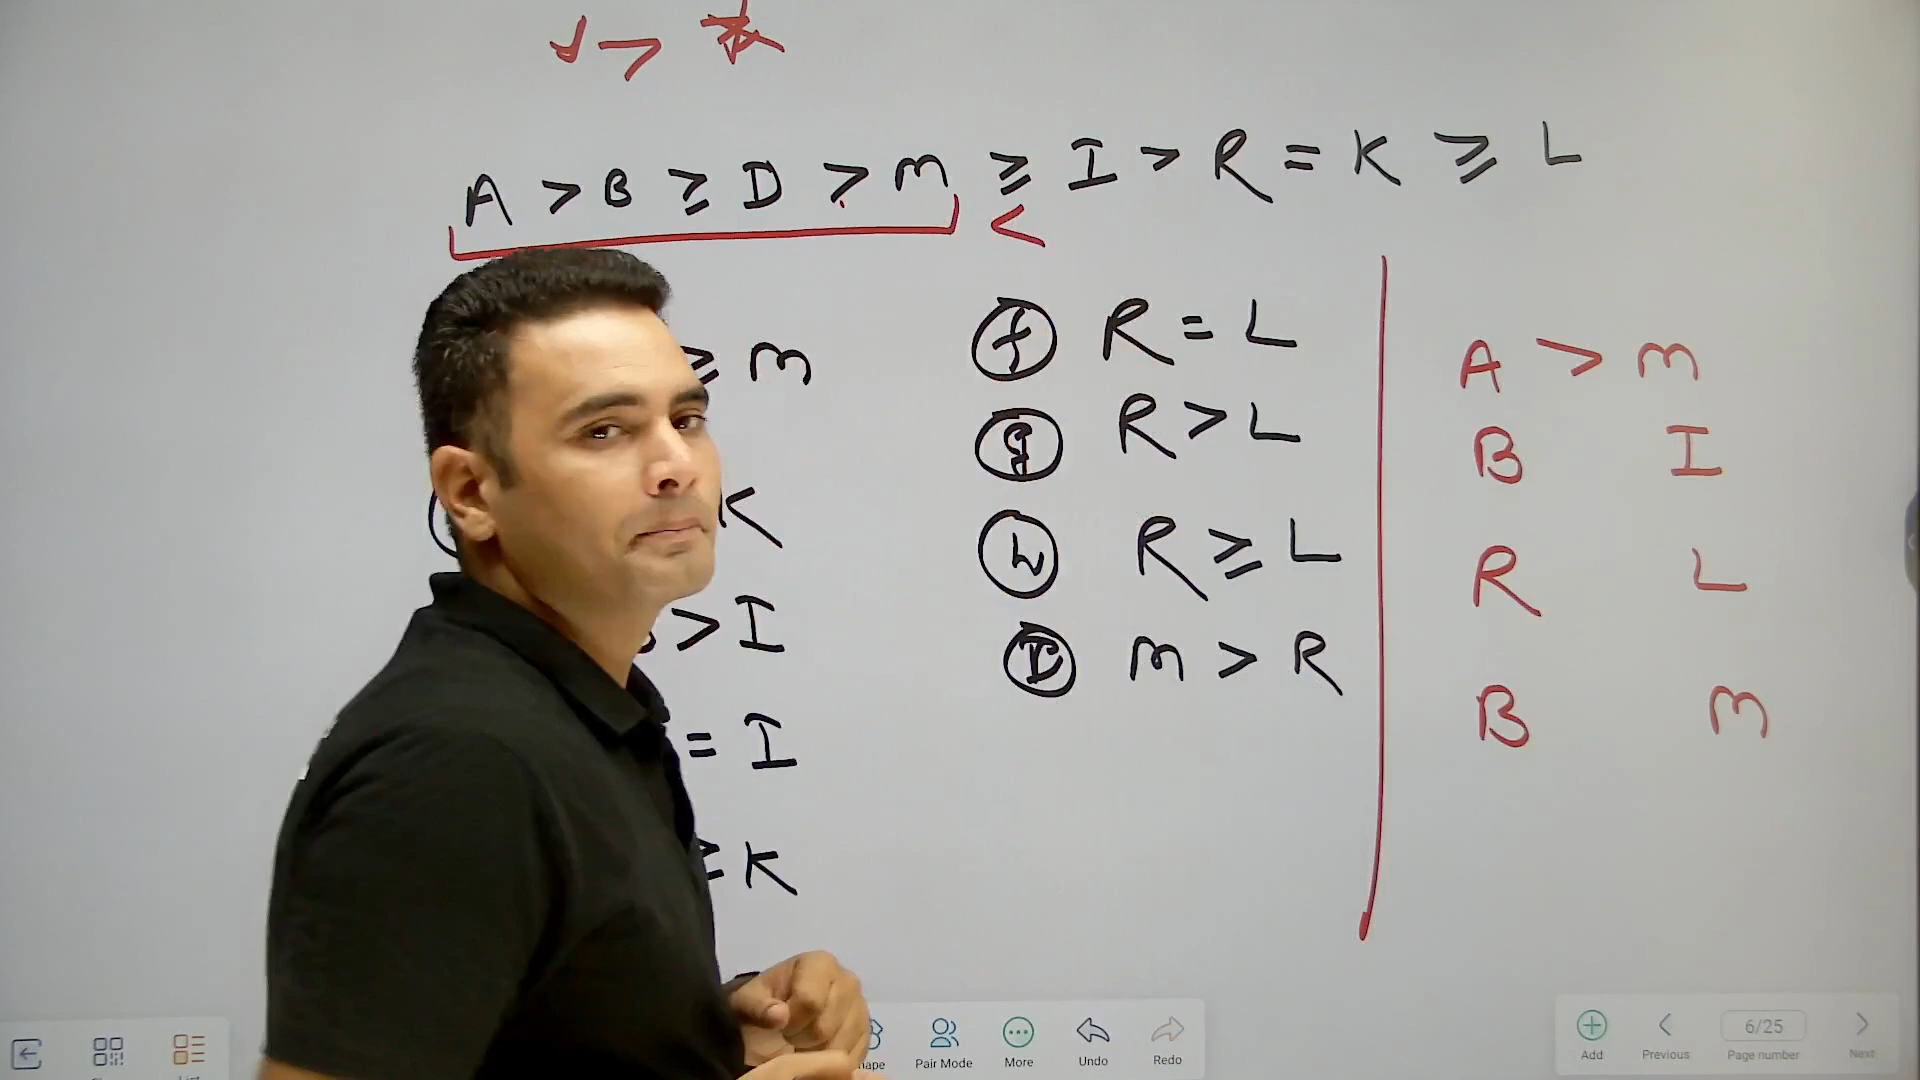 A > B ≥ D > M ≥ I > R = K ≥ L
<
≥ M
K
> I
= I
≥ K
f R = L
g R > L
h R ≥ L
I M > R
A > M
B I
R L
B M
Pair Mode
More
Undo
Redo
Add
Previous
6/25
Page number
Next